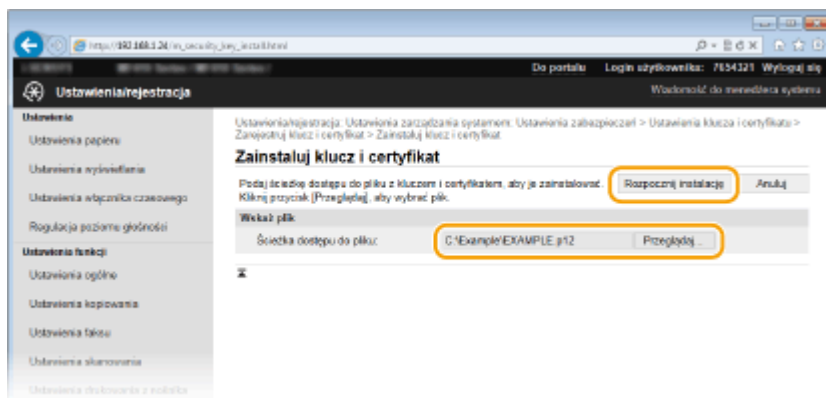 http://192.168.1.24/m_security_key_install.html
Do portalu Login użytkownika: 7654321 Wyloguj się
Ustawienia/rejestracja
Wiadomość do menedżera systemu
Ustawienia
Ustawienia papieru
Ustawienia wyświetlania
Ustawienia włącznika czasowego
Regulacja poziomu głośności
Ustawienia funkcji
Ustawienia ogólne
Ustawienia kopiowania
Ustawienia faksu
Ustawienia skanowania
Ustawienia drukowania z nośnika
Ustawienia/rejestracja: Ustawienia zarządzania systemem: Ustawienia zabezpieczeń > Ustawienia klucza i certyfikatu >
Zarejestruj klucz i certyfikat > Zainstaluj klucz i certyfikat
Zainstaluj klucz i certyfikat
Podaj ścieżkę dostępu do pliku z kluczem i certyfikatem, aby je zainstalować.
Kliknij przycisk [Przeglądaj], aby wybrać plik.
Rozpocznij instalację Anuluj
Wskaż plik
Ścieżka dostępu do pliku: C:\Example\EXAMPLE.p12 Przeglądaj...